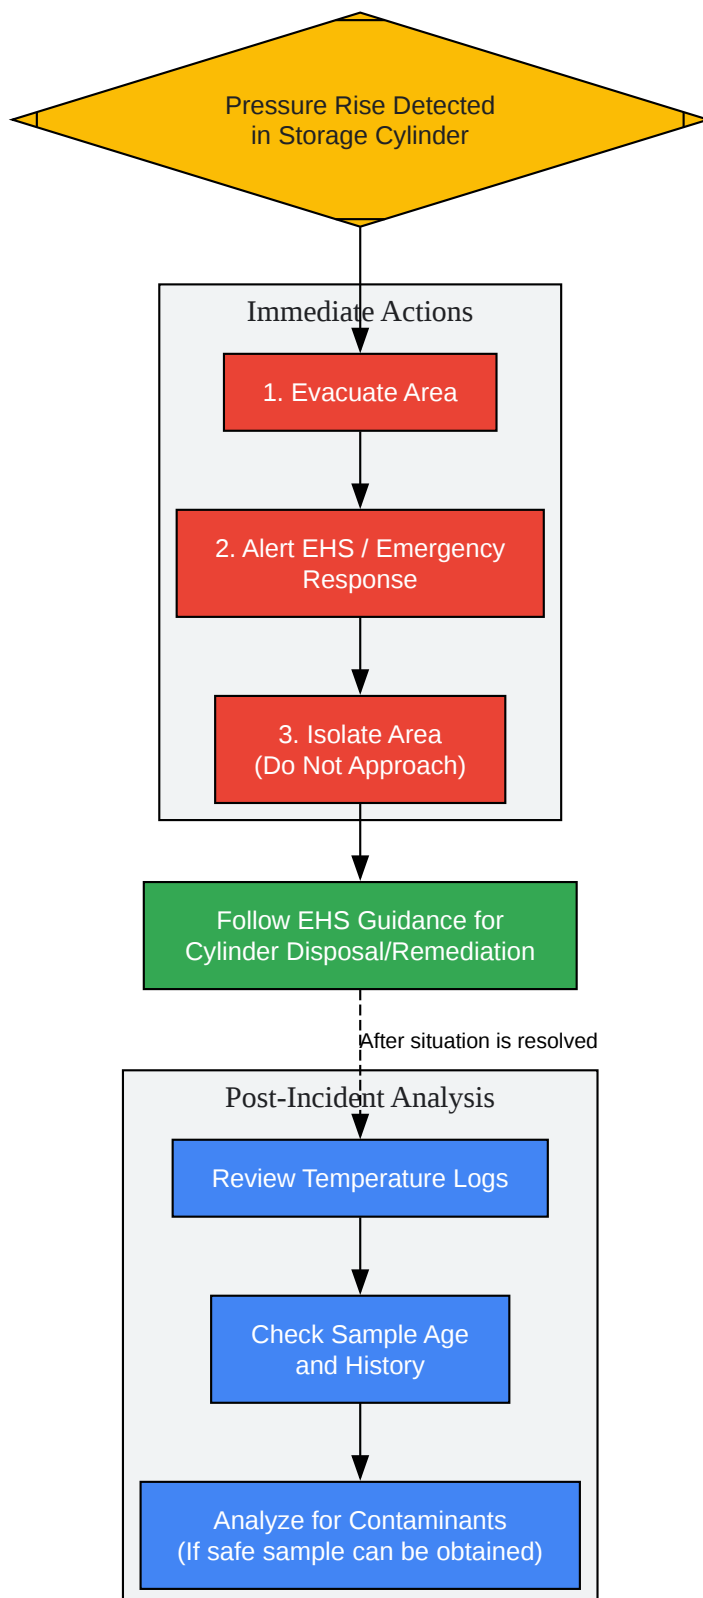 Pressure Rise Detected
in Storage Cylinder
Immediate Actions
1. Evacuate Area
2. Alert EHS / Emergency
Response
3. Isolate Area
(Do Not Approach)
Follow EHS Guidance for
Cylinder Disposal/Remediation
After situation is resolved
Post-Incident Analysis
Review Temperature Logs
Check Sample Age
and History
Analyze for Contaminants
(If safe sample can be obtained)